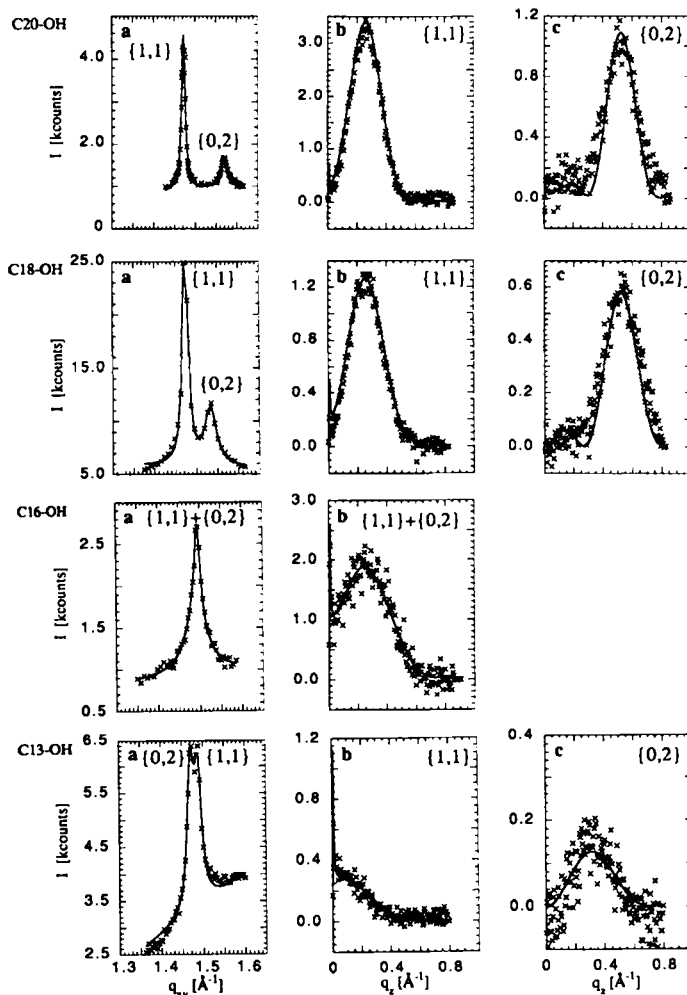 C20-OH
a
{1,1}
{0,2}
I [kcounts]
4.0
2.0
0
b
{1,1}
3.0
2.0
1.0
0.0
c
{0,2}
1.2
0.8
0.4
0.0
C18-OH
a
{1,1}
{0,2}
I [kcounts]
25.0
15.0
5.0
b
{1,1}
1.2
0.8
0.4
0.0
c
{0,2}
0.6
0.4
0.2
0.0
C16-OH
a
{1,1}+{0,2}
I [kcounts]
2.5
1.5
0.5
b
{1,1}+{0,2}
3.0
2.0
1.0
0.0
C13-OH
a
{0,2}
{1,1}
I [kcounts]
6.5
5.0
4.0
2.5
1.3 1.4 1.5 1.6
q [Å⁻¹]
b
{1,1}
1.2
0.8
0.4
0.0
0 0.4 0.8
q_z [Å⁻¹]
c
{0,2}
0.4
0.2
0.0
0 0.4 0.8
q_z [Å⁻¹]